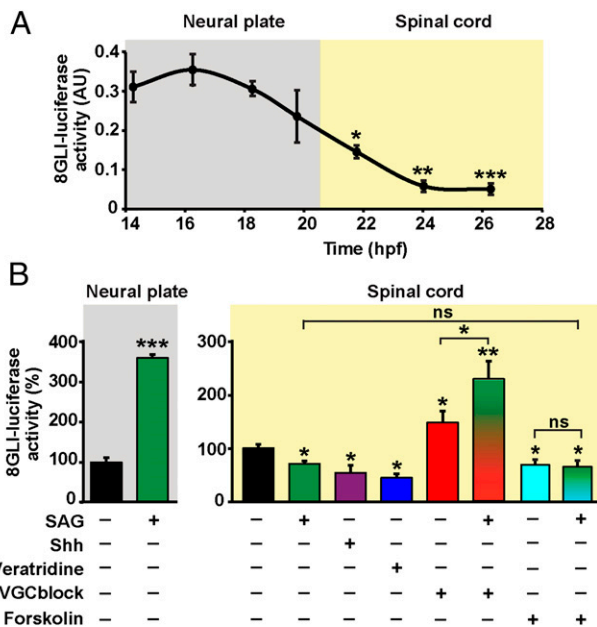 A
Neural plate Spinal cord
8GLI-luciferase
activity (AU)
0.4
0.3
0.2
0.1
0
* ** ***
14 16 18 20 22 24 26 28
Time (hpf)
B
Neural plate Spinal cord
8GLI-luciferase
activity (%)
400
300
200
100
0
***
300
200
100
0
ns
* **
ns
* * * * * *
SAG – + – + – – – + – +
Shh – – – – + – – – – –
eratridine – – – – – + – – – –
VGCblock – – – – – – + + – –
Forskolin – – – – – – – – + +